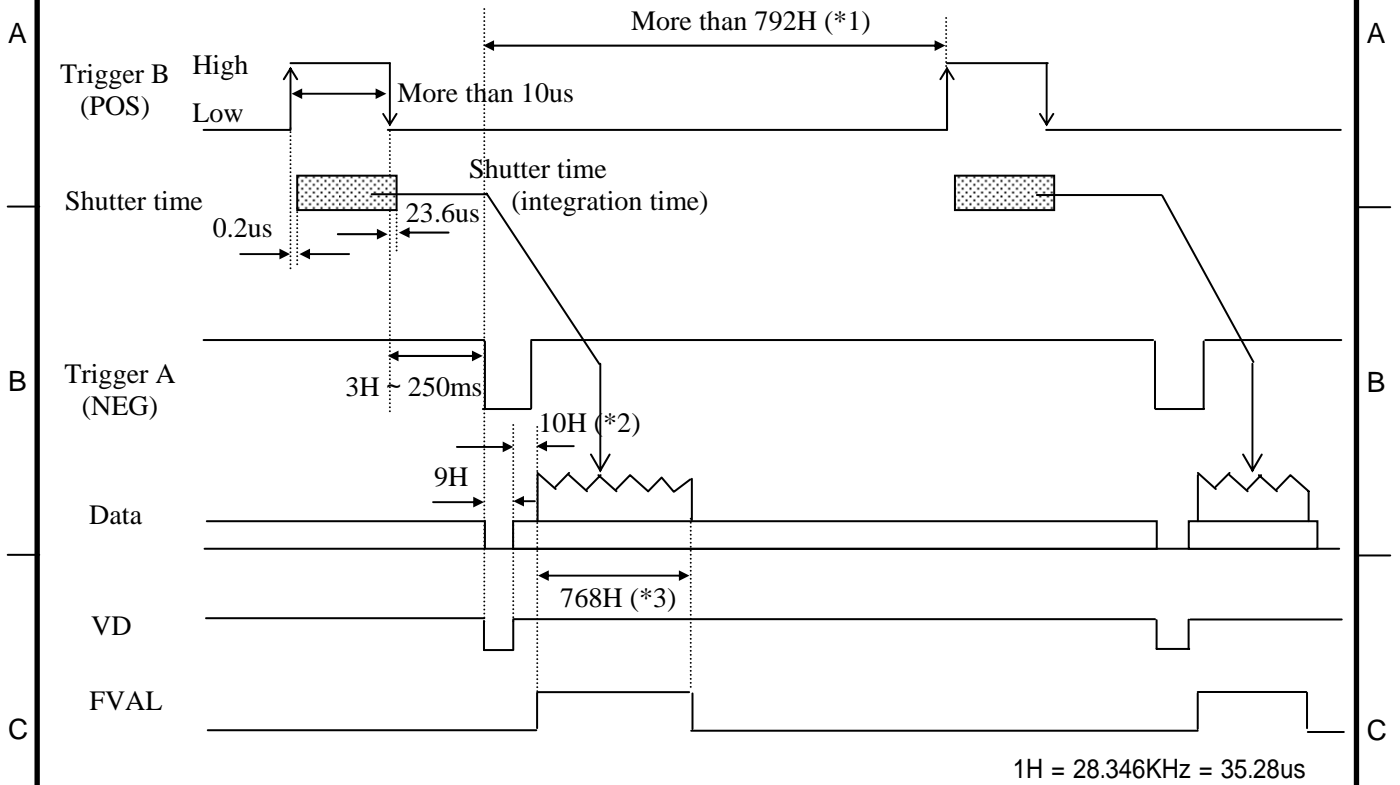 More than 792H (*1)
A
A
High
Trigger B
(POS)
More than 10us
Low
Shutter time
Shutter time
(integration time)
23.6us
0.2us
B
Trigger A
(NEG)
3H ~ 250ms
B
10H (*2)
9H
Data
768H (*3)
VD
FVAL
C
C
1H = 28.346KHz = 35.28us